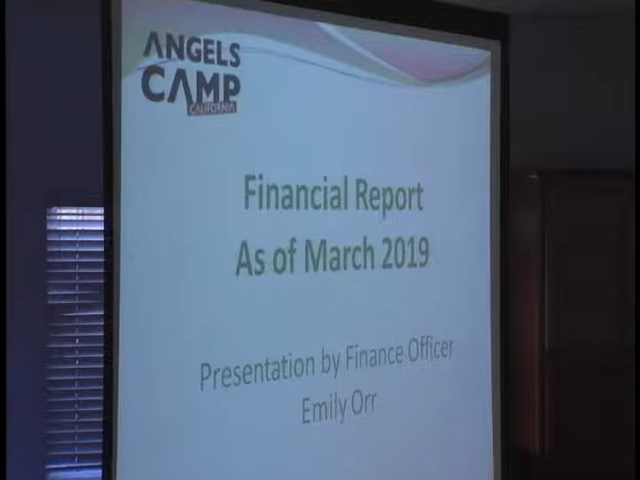 ANGELS
CAMP
CALIFORNIA
Financial Report
As of March 2019
Presentation by Finance Officer
Emily Orr